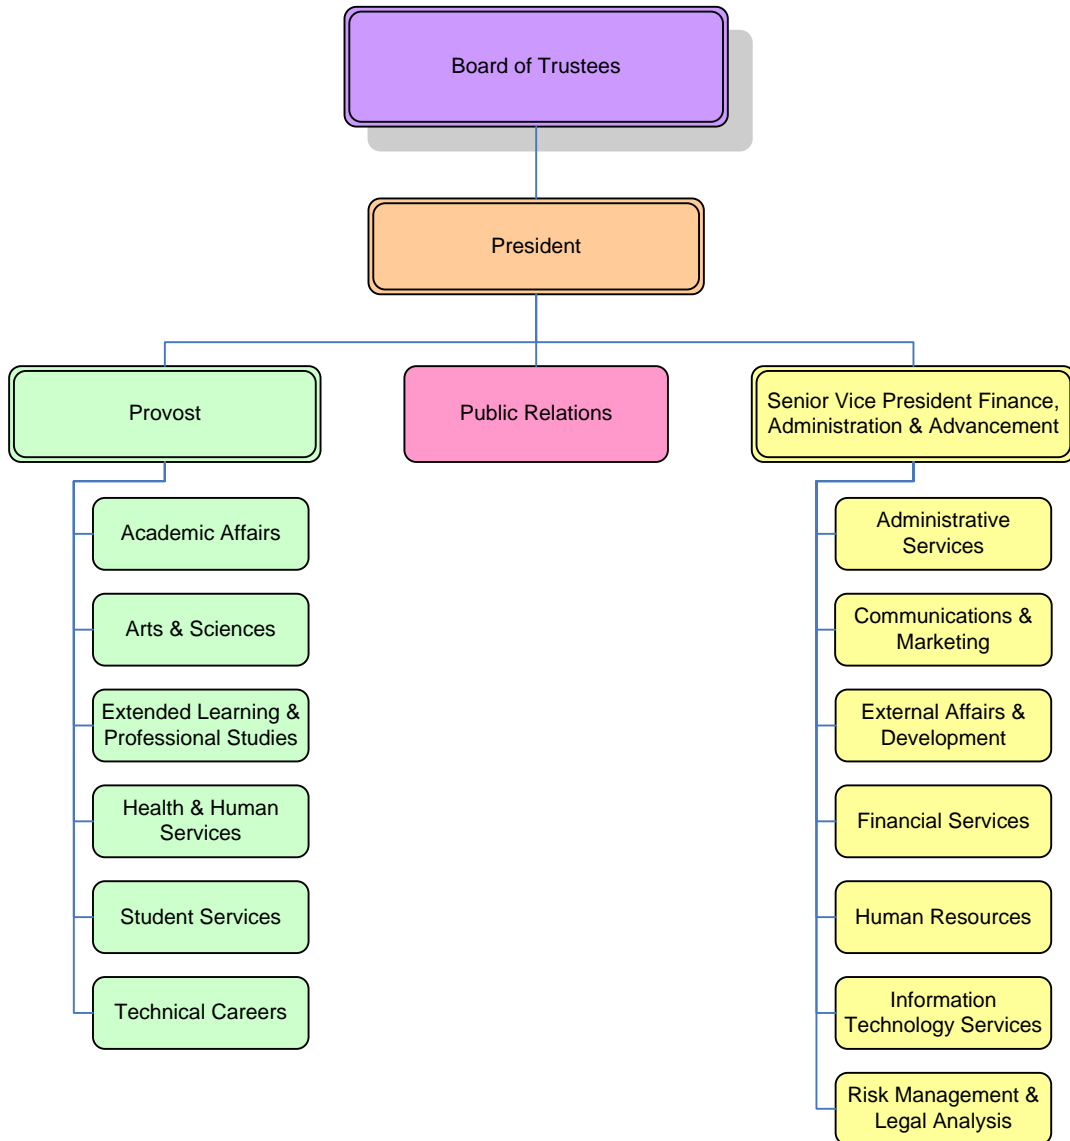 Board of Trustees
President
Provost
Public Relations
Senior Vice President Finance,
Administration & Advancement
Academic Affairs
Arts & Sciences
Extended Learning &
Professional Studies
Health & Human
Services
Student Services
Technical Careers
Administrative
Services
Communications &
Marketing
External Affairs &
Development
Financial Services
Human Resources
Information
Technology Services
Risk Management &
Legal Analysis